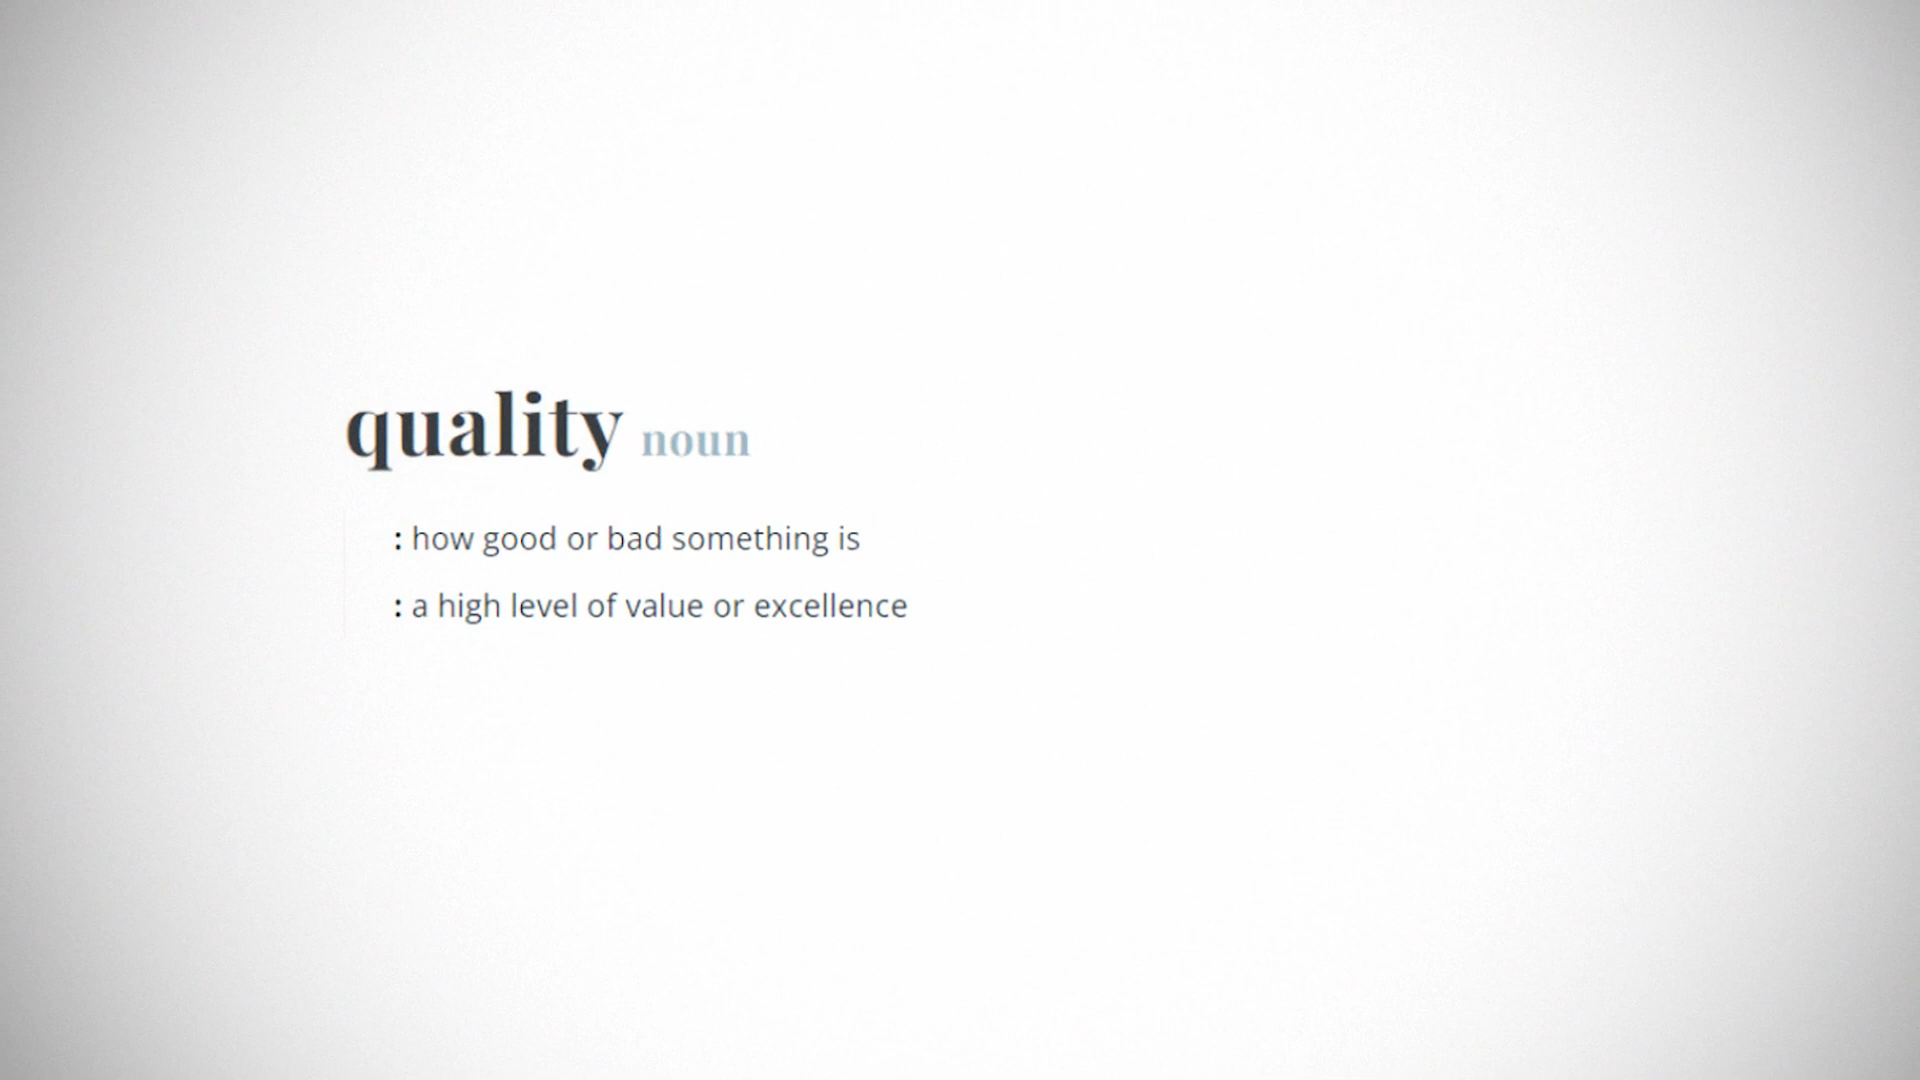 quality noun
: how good or bad something is
: a high level of value or excellence